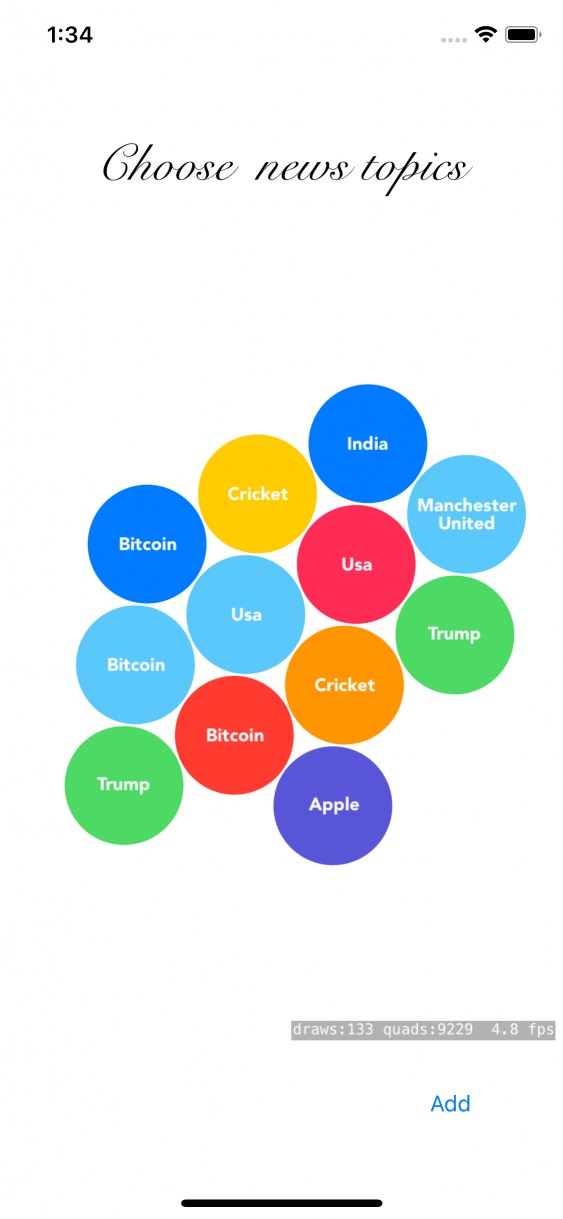 1:34
Choose news topics
India
Cricket
Manchester
United
Bitcoin
Usa
Usa
Trump
Bitcoin
Cricket
Bitcoin
Trump
Apple
draws:133 quads:9229 4.8 fps
Add